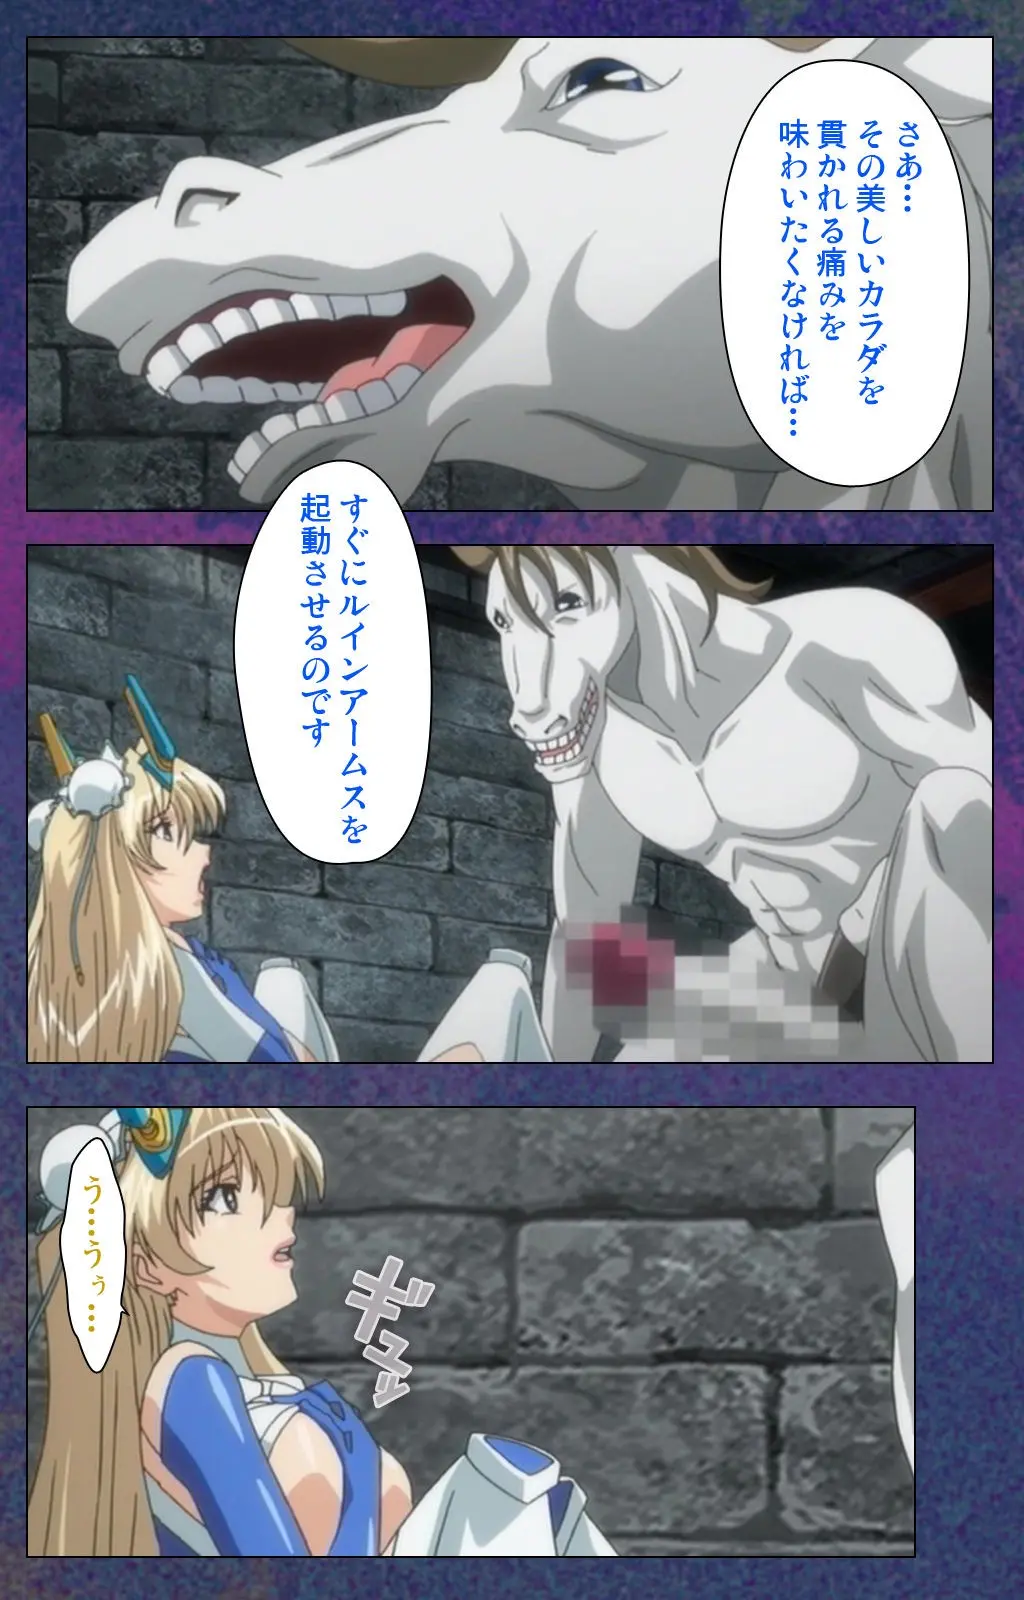 さあ…
その美しいカラダを
貫かれる痛みを
味わいたくなければ…
すぐにルインアームスを
起動させるのです
う…うぅ…
ギュッ